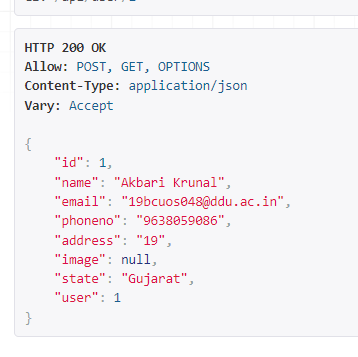 HTTP 200 OK
Allow: POST, GET, OPTIONS
Content-Type: application/json
Vary: Accept
{
"id": 1,
"name": "Akbari Krunal",
"email": "19bcuos048@ddu.ac.in",
"phoneno": "9638059086",
"address": "19",
"image": null,
"state": "Gujarat",
"user": 1
}